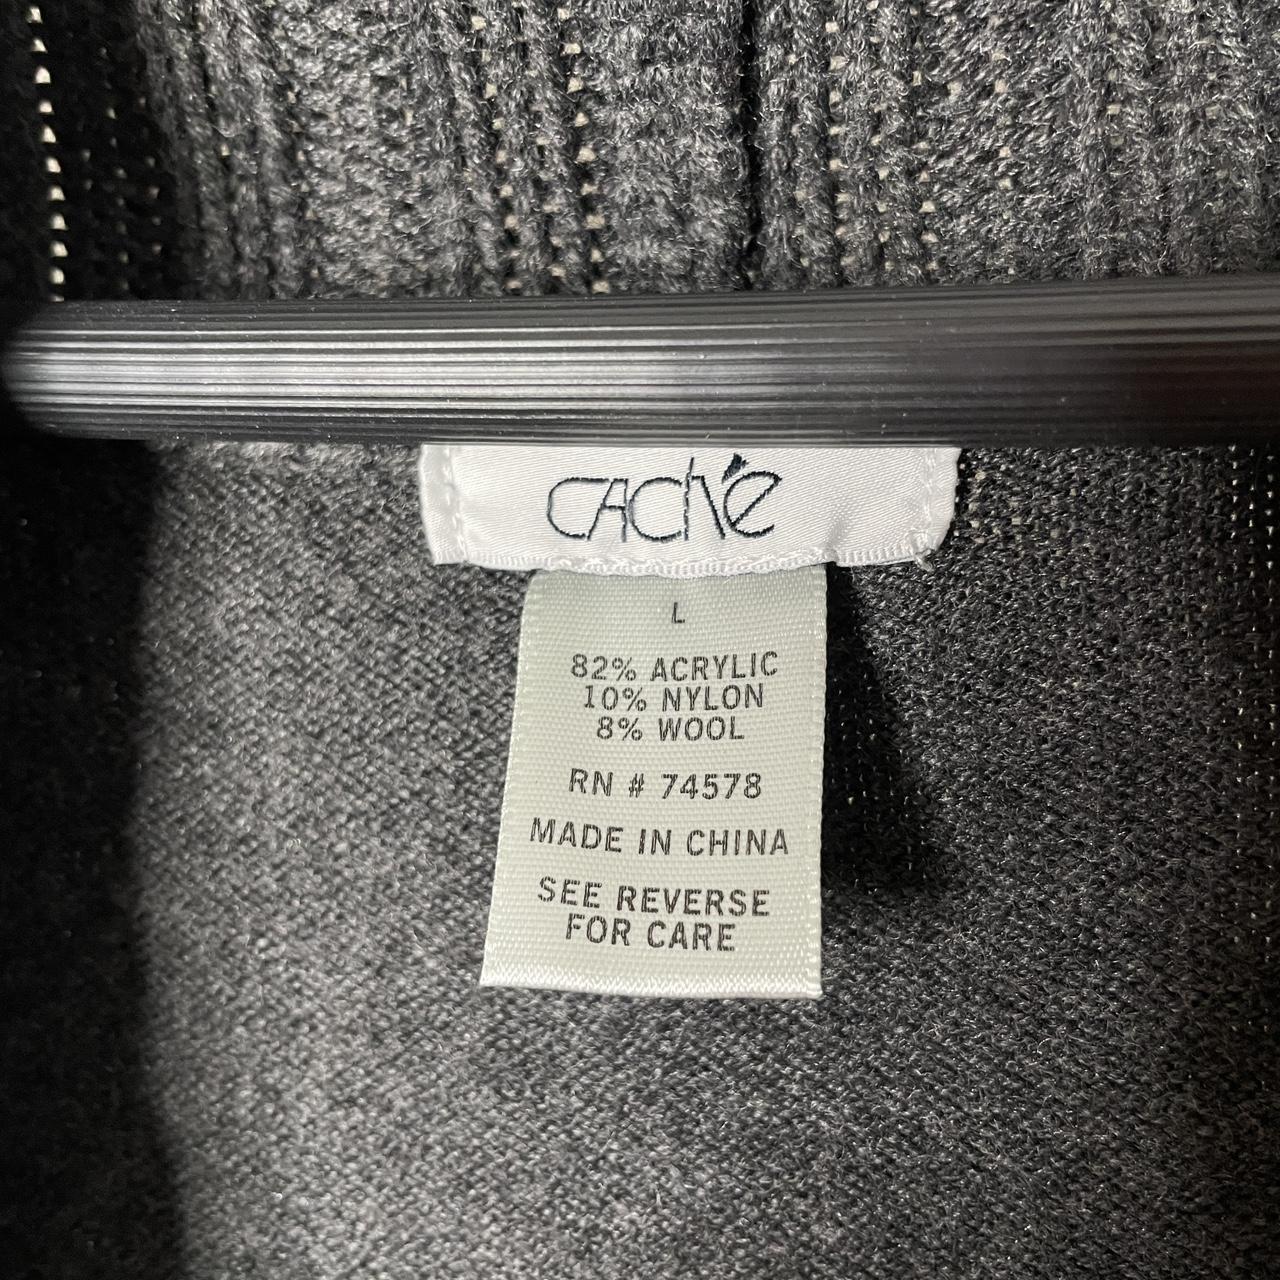 CACHÉ
L
82% ACRYLIC
10% NYLON
8% WOOL
RN # 74578
MADE IN CHINA
SEE REVERSE
FOR CARE